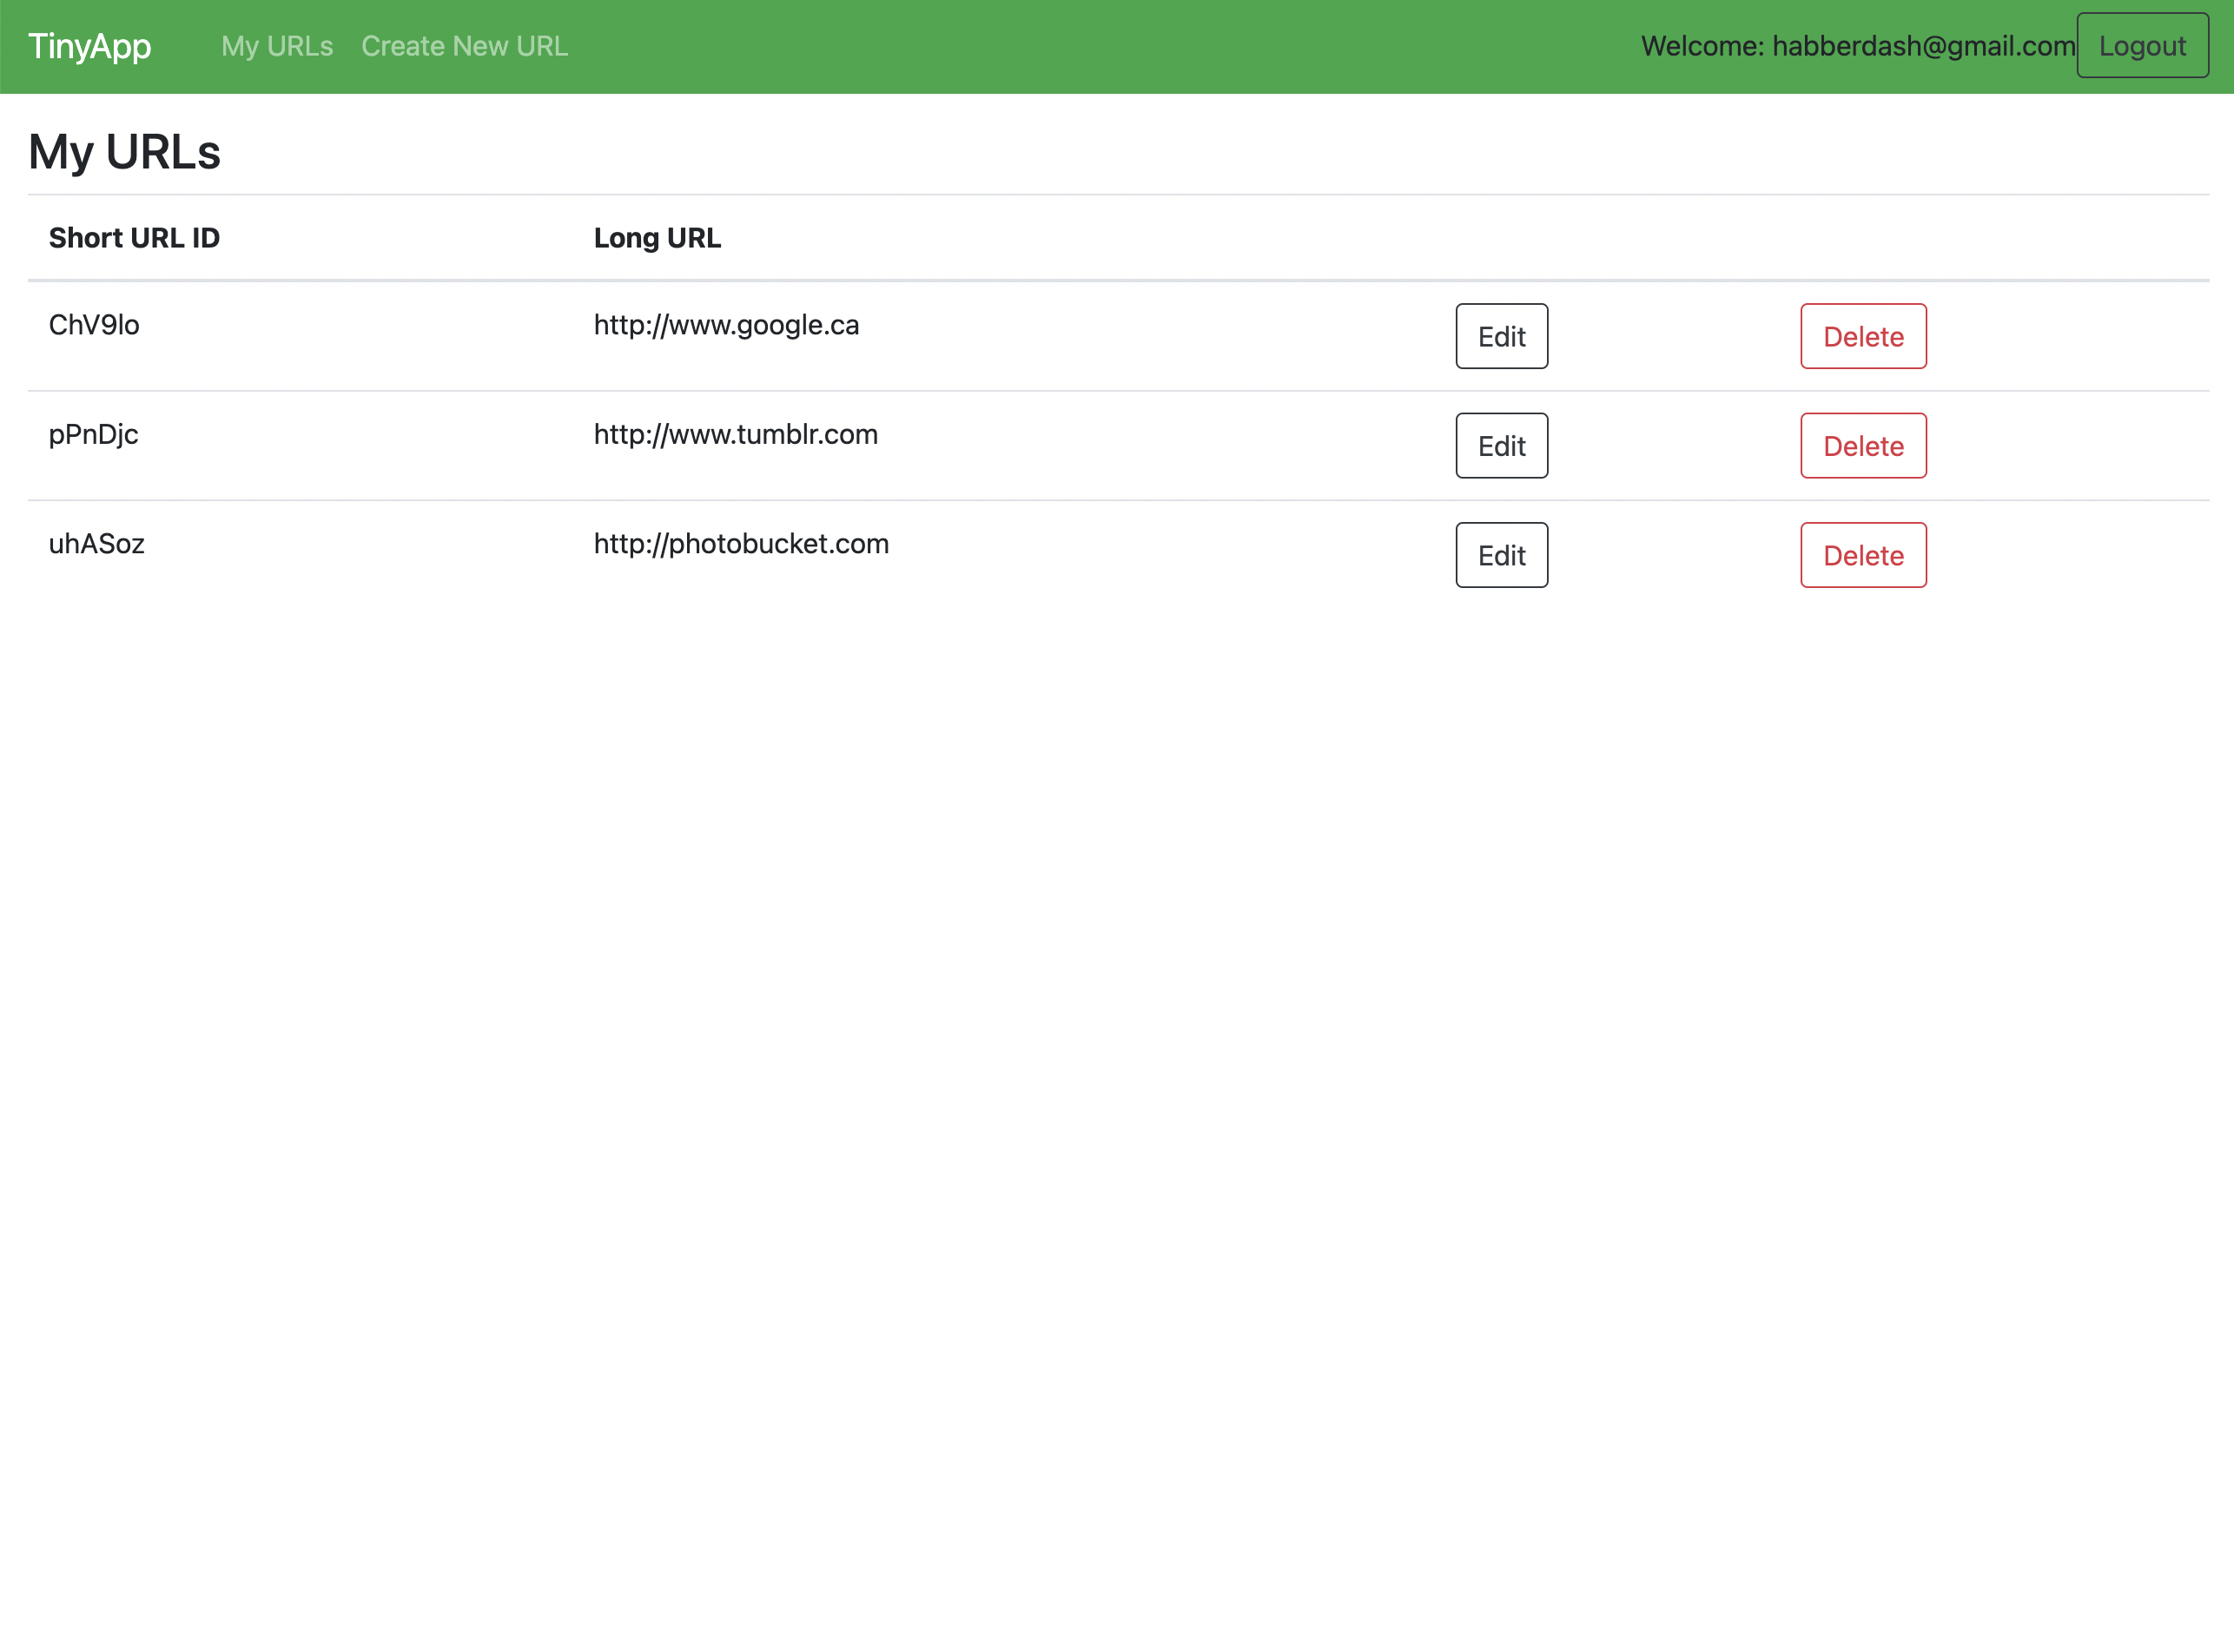 TinyApp My URLs Create New URL Welcome: habberdash@gmail.com Logout
My URLs
Short URL ID Long URL
ChV9lo http://www.google.ca Edit Delete
pPnDjc http://www.tumblr.com Edit Delete
uhASoz http://photobucket.com Edit Delete